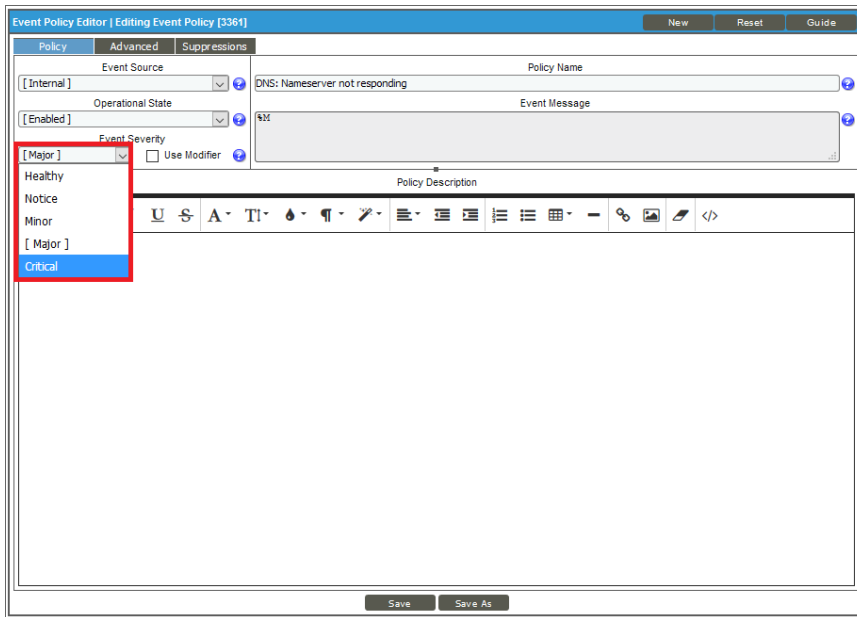 Event Policy Editor | Editing Event Policy [3361] New Reset Guide
Policy Advanced Suppressions
Event Source
[ Internal ]
Operational State
[ Enabled ]
Event Severity
[ Major ] Use Modifier
Healthy
Notice
Minor
[ Major ]
Critical
Policy Name
DNS: Nameserver not responding
Event Message
%M
Policy Description
Save Save As